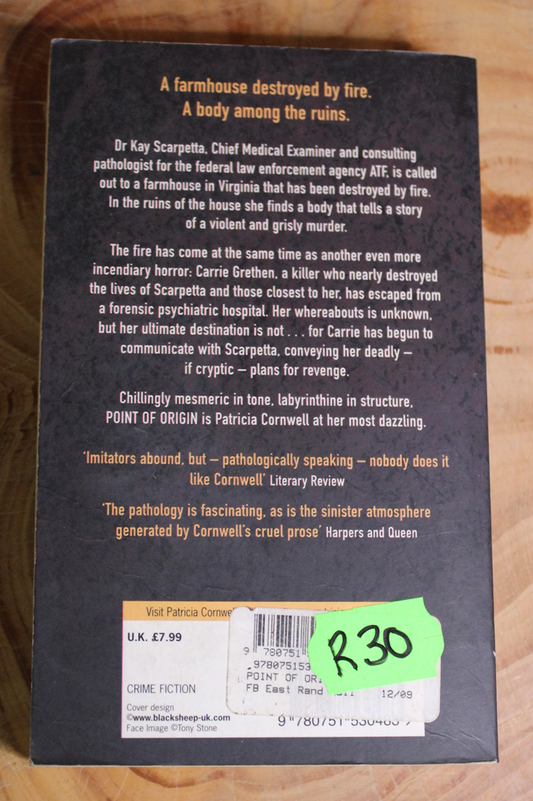 A farmhouse destroyed by fire.
A body among the ruins.
Dr Kay Scarpetta, Chief Medical Examiner and consulting
pathologist for the federal law enforcement agency ATF, is called
out to a farmhouse in Virginia that has been destroyed by fire.
In the ruins of the house she finds a body that tells a story
of a violent and grisly murder.
The fire has come at the same time as another even more
incendiary horror: Carrie Grethen, a killer who nearly destroyed
the lives of Scarpetta and those closest to her, has escaped from
a forensic psychiatric hospital. Her whereabouts is unknown,
but her ultimate destination is not . . . for Carrie has begun to
communicate with Scarpetta, conveying her deadly –
if cryptic – plans for revenge.
Chillingly mesmeric in tone, labyrinthine in structure,
POINT OF ORIGIN is Patricia Cornwell at her most dazzling.
‘Imitators abound, but – pathologically speaking – nobody does it
like Cornwell’ Literary Review
‘The pathology is fascinating, as is the sinister atmosphere
generated by Cornwell’s cruel prose’ Harpers and Queen
Visit Patricia
U.K. £7.99
9 780751
978075153
R30
POINT OF
FB East Rand 12/09
CRIME FICTION
Cover design
©www.blacksheep-uk.com
Face Image ©Tony Stone
9 780751